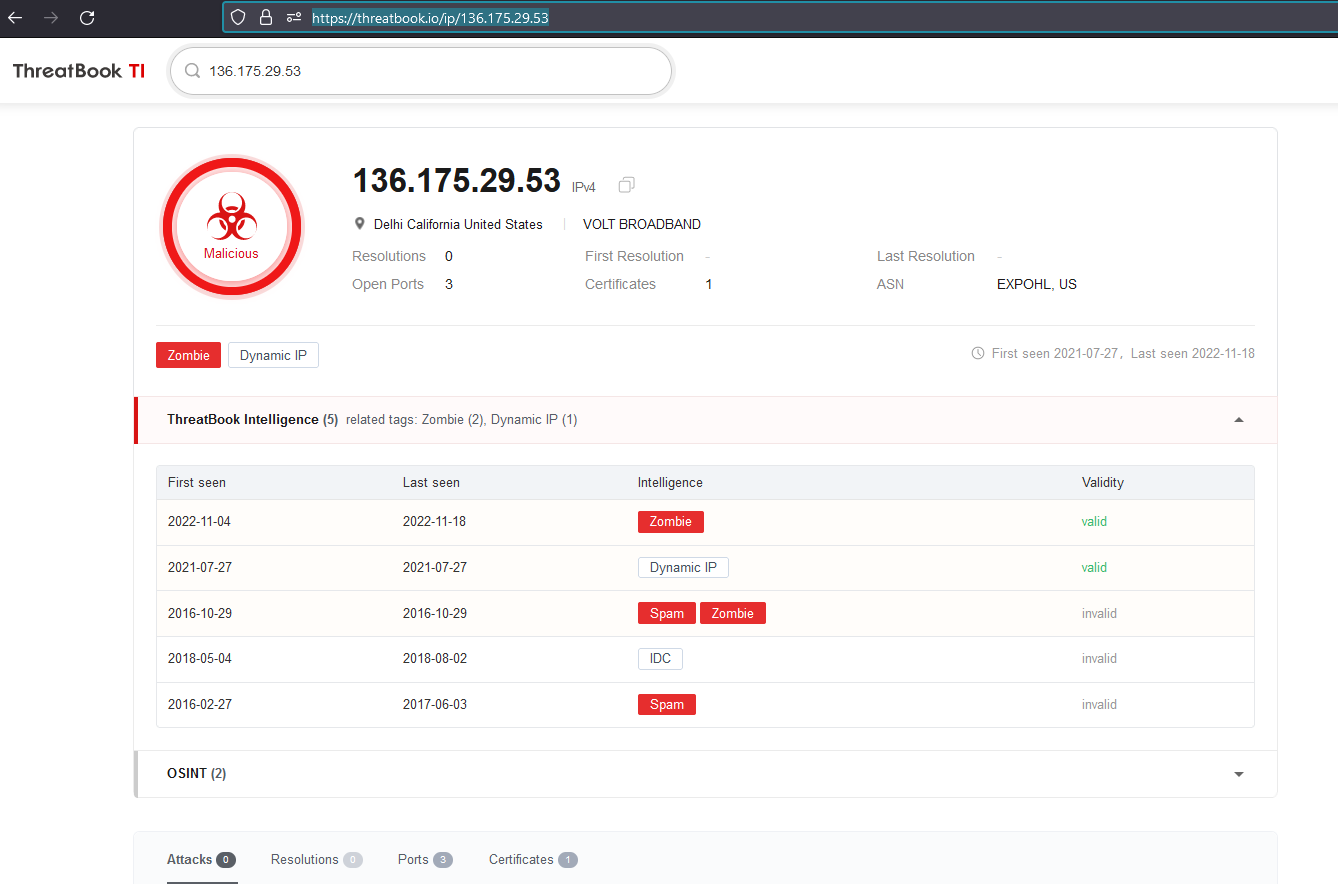 https://threatbook.io/ip/136.175.29.53
ThreatBook TI
136.175.29.53
Malicious
136.175.29.53 IPv4
Delhi California United States VOLT BROADBAND
Resolutions 0 First Resolution - Last Resolution -
Open Ports 3 Certificates 1 ASN EXPOHL, US
Zombie Dynamic IP First seen 2021-07-27, Last seen 2022-11-18
ThreatBook Intelligence (5) related tags: Zombie (2), Dynamic IP (1)
First seen Last seen Intelligence Validity
2022-11-04 2022-11-18 Zombie valid
2021-07-27 2021-07-27 Dynamic IP valid
2016-10-29 2016-10-29 Spam Zombie invalid
2018-05-04 2018-08-02 IDC invalid
2016-02-27 2017-06-03 Spam invalid
OSINT (2)
Attacks 0 Resolutions 0 Ports 3 Certificates 1